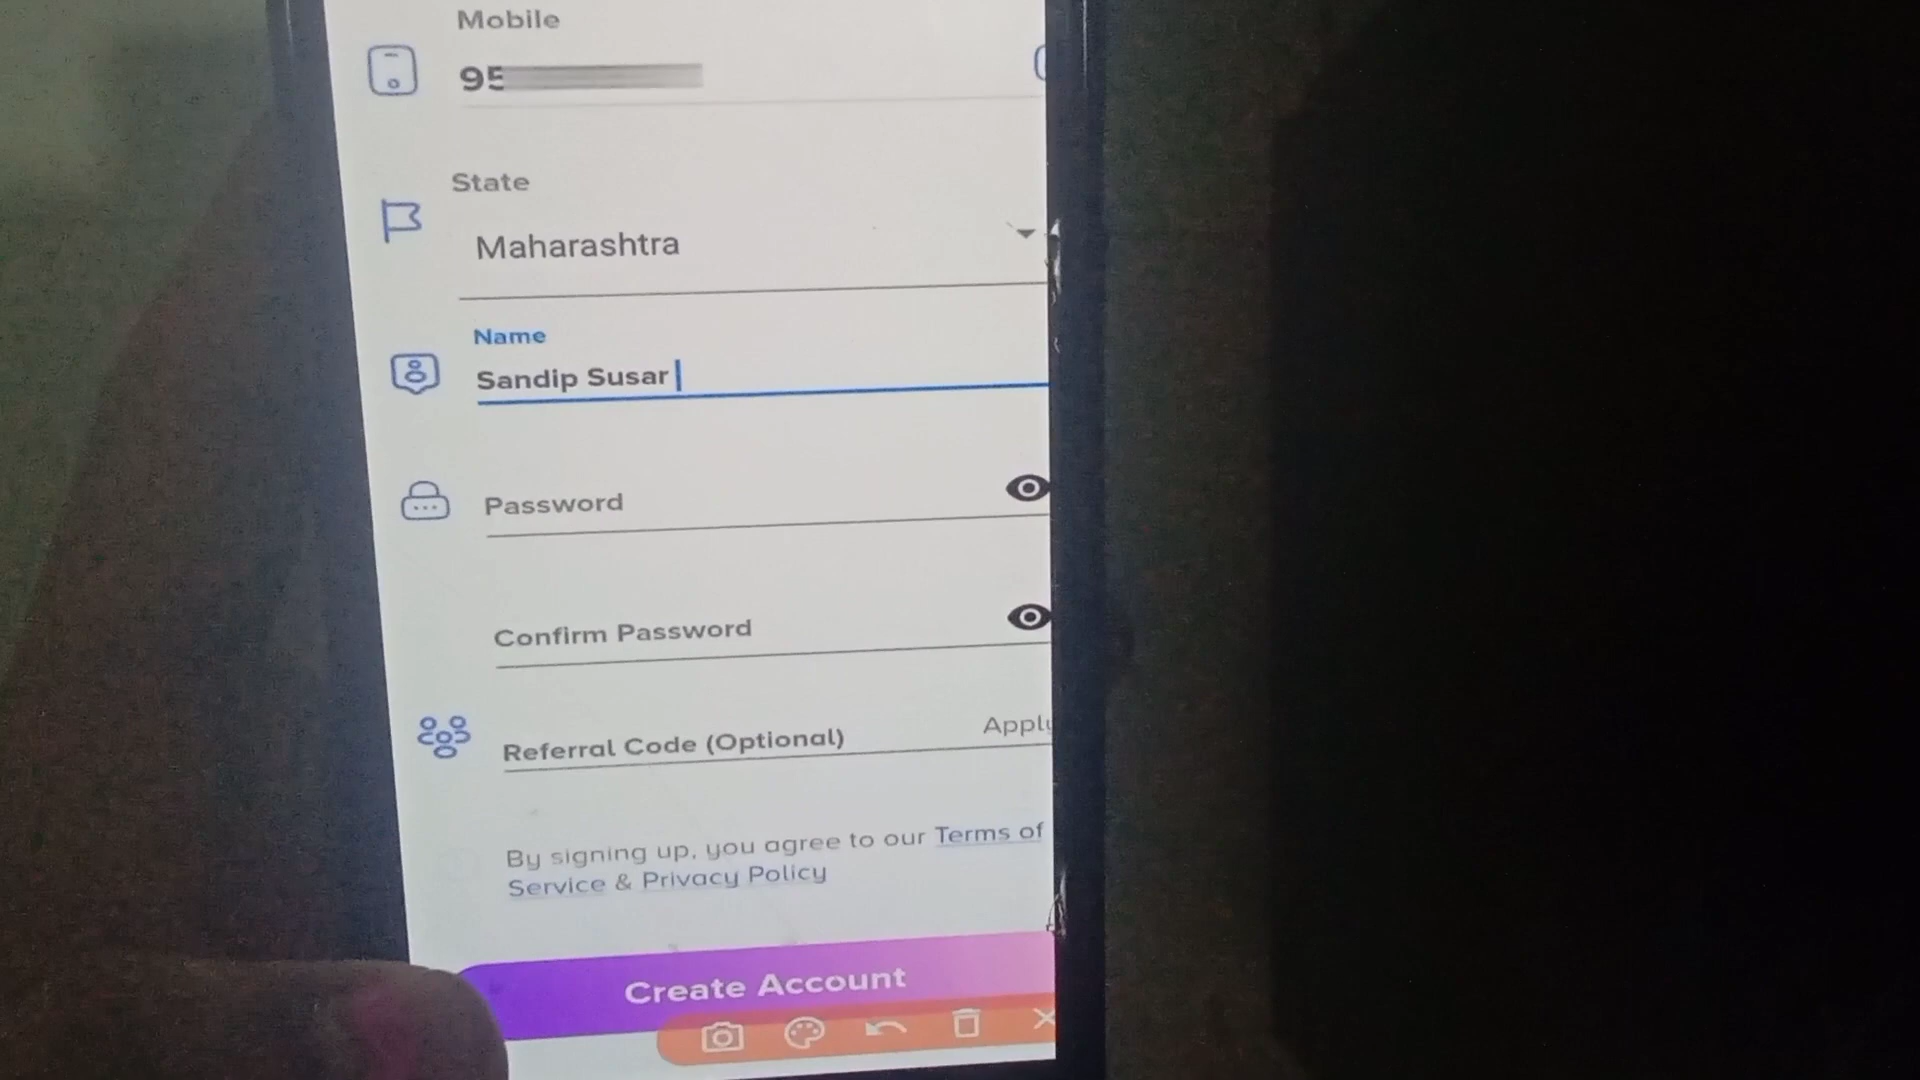 Mobile
95
State
Maharashtra
Name
Sandip Susar
Password
Confirm Password
Referral Code (Optional)
Apply
By signing up, you agree to our Terms of
Service & Privacy Policy
Create Account